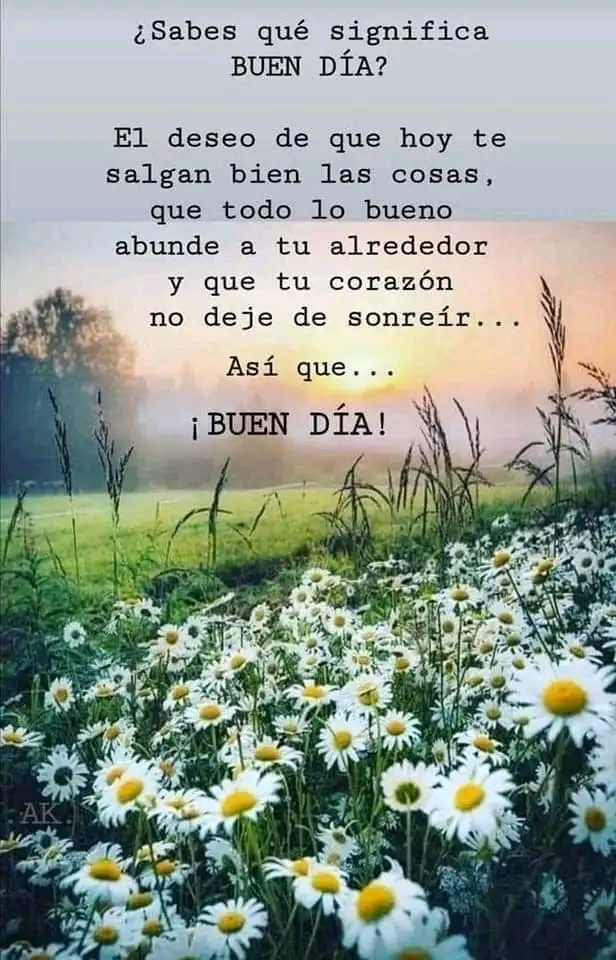 ¿Sabes qué significa
BUEN DÍA?
El deseo de que hoy te
salgan bien las cosas,
que todo lo bueno
abunde a tu alrededor
y que tu corazón
no deje de sonreír...
Así que...
¡BUEN DÍA!
AK